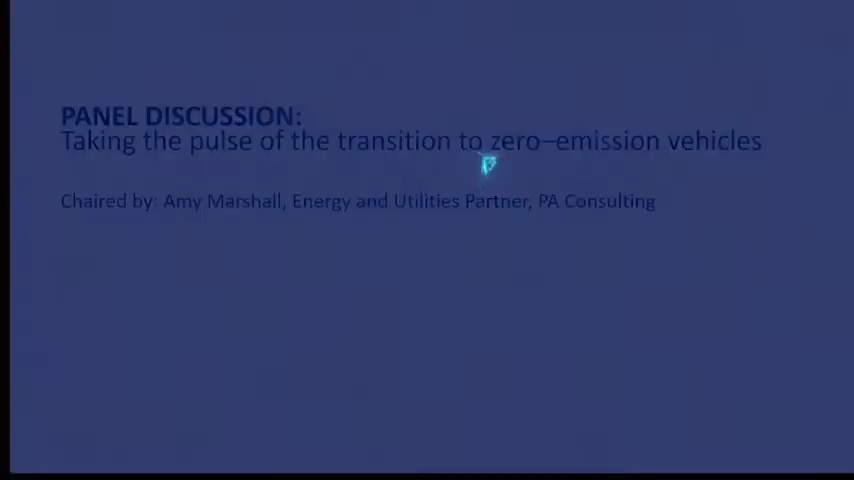 PANEL DISCUSSION:
Taking the pulse of the transition to zero–emission vehicles
Chaired by: Amy Marshall, Energy and Utilities Partner, PA Consulting